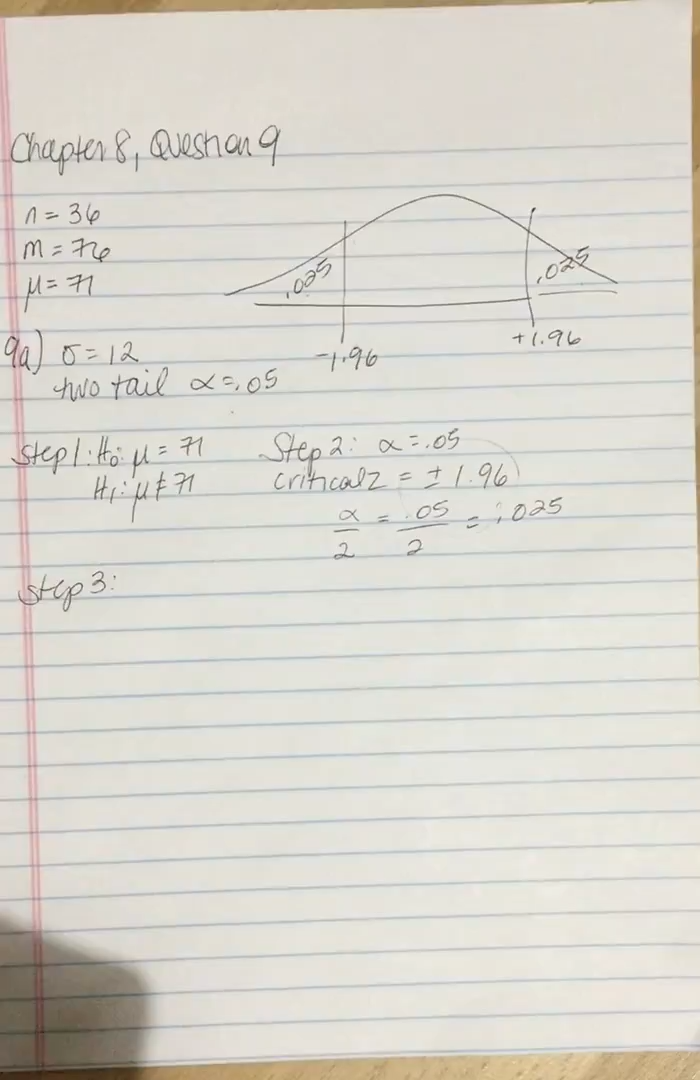 Chapter 8, Question 9
n = 36
m = 76
μ = 71
.025
.025
-1.96
+1.96
9a) σ = 12
two tail α = .05
Step 1: H₀: μ = 71
H₁: μ ≠ 71
Step 2: α = .05
critical z = ± 1.96
α/2 = .05/2 = .025
Step 3: